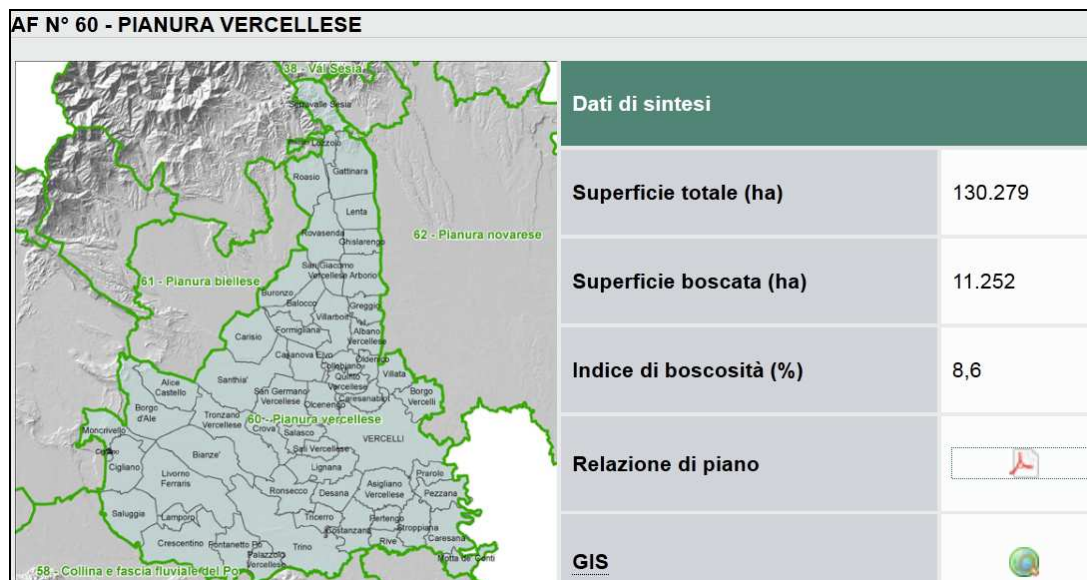 AF N° 60 - PIANURA VERCELLESE
38 - Val Sesia
Serravalle Sesia
Lozzolo
Gattinara
Roasio
Lenta
Rovasenda
Ghislarengo
62 - Pianura novarese
San Giacomo
Vercellese
Arborio
61 - Pianura biellese
Buronzo
Balocco
Greggio
Villarboit
Formigliana
Albano
Vercellese
Carisio
Casanova Elvo
Oldenico
Collobiano
Villata
Quinto
Vercellese
Alice
Castello
Santhia'
San Germano
Vercellese
Olcenengo
Caresanablot
Borgo
Vercelli
Borgo
d'Ale
Tronzano
Vercellese
60 - Pianura vercellese
Crova
Salasco
VERCELLI
Moncrivello
Bianze'
Sali Vercellese
Cigliano
Livorno
Ferraris
Lignana
Prarolo
Asigliano
Vercellese
Pezzana
Ronsecco
Desana
Saluggia
Lamporo
Tricerro
Pertengo
Costanzana
Stroppiana
Crescentino
Fontanetto Po
Trino
Rive
Caresana
Palazzolo
Vercellese
Motta de' Conti
58 - Collina e fascia fluviale del Po
Dati di sintesi
Superficie totale (ha) 130.279
Superficie boscata (ha) 11.252
Indice di boscosità (%) 8,6
Relazione di piano
GIS